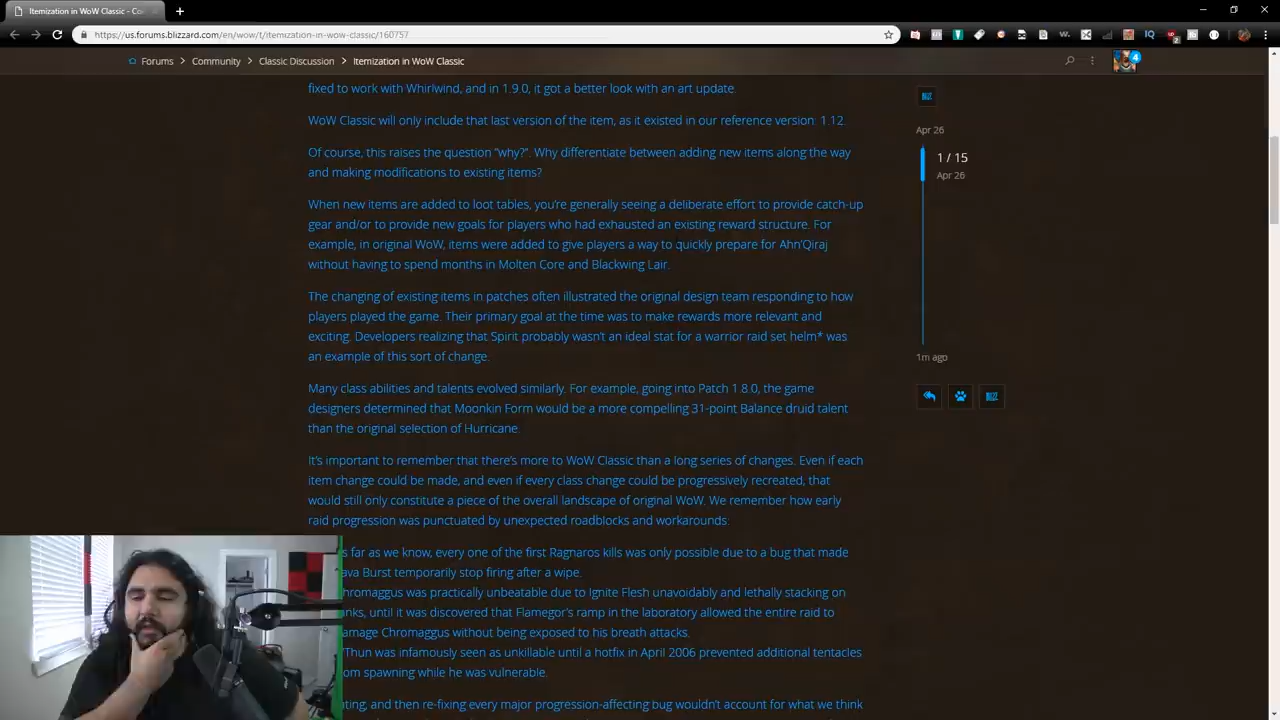 Itemization in WoW Classic - Co
https://us.forums.blizzard.com/en/wow/t/itemization-in-wow-classic/160757
Forums > Community > Classic Discussion > Itemization in WoW Classic
4
fixed to work with Whirlwind, and in 1.9.0, it got a better look with an art update.
WoW Classic will only include that last version of the item, as it existed in our reference version: 1.12.
Of course, this raises the question "why?". Why differentiate between adding new items along the way
and making modifications to existing items?
When new items are added to loot tables, you're generally seeing a deliberate effort to provide catch-up
gear and/or to provide new goals for players who had exhausted an existing reward structure. For
example, in original WoW, items were added to give players a way to quickly prepare for Ahn'Qiraj
without having to spend months in Molten Core and Blackwing Lair.
The changing of existing items in patches often illustrated the original design team responding to how
players played the game. Their primary goal at the time was to make rewards more relevant and
exciting. Developers realizing that Spirit probably wasn't an ideal stat for a warrior raid set helm* was
an example of this sort of change.
Many class abilities and talents evolved similarly. For example, going into Patch 1.8.0, the game
designers determined that Moonkin Form would be a more compelling 31-point Balance druid talent
than the original selection of Hurricane.
It's important to remember that there's more to WoW Classic than a long series of changes. Even if each
item change could be made, and even if every class change could be progressively recreated, that
would still only constitute a piece of the overall landscape of original WoW. We remember how early
raid progression was punctuated by unexpected roadblocks and workarounds:
s far as we know, every one of the first Ragnaros kills was only possible due to a bug that made
ava Burst temporarily stop firing after a wipe.
hromaggus was practically unbeatable due to Ignite Flesh unavoidably and lethally stacking on
anks, until it was discovered that Flamegor's ramp in the laboratory allowed the entire raid to
amage Chromaggus without being exposed to his breath attacks.
'Thun was infamously seen as unkillable until a hotfix in April 2006 prevented additional tentacles
om spawning while he was vulnerable.
ting, and then re-fixing every major progression-affecting bug wouldn't account for what we think
BLIZZ
Apr 26
1 / 15
Apr 26
1m ago
BLIZZ